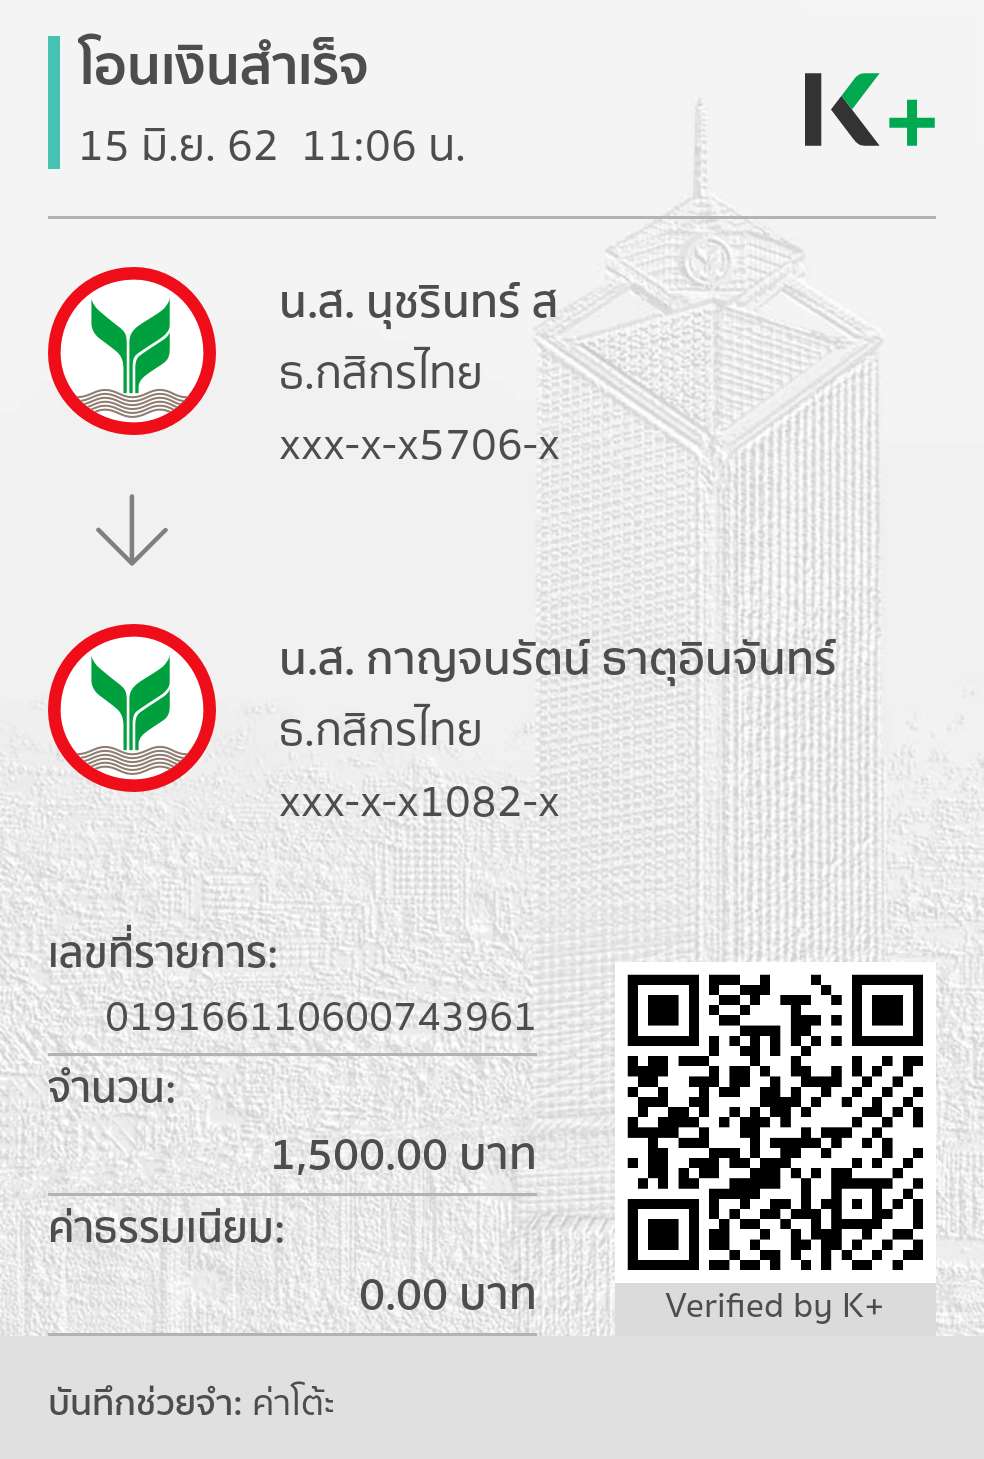 โอนเงินสำเร็จ
15 มิ.ย. 62  11:06 น.
K+
น.ส. นุชรินทร์ ส
ธ.กสิกรไทย
xxx-x-x5706-x
น.ส. กาญจนรัตน์ ธาตุอินจันทร์
ธ.กสิกรไทย
xxx-x-x1082-x
เลขที่รายการ:
019166110600743961
จำนวน:
1,500.00 บาท
ค่าธรรมเนียม:
0.00 บาท
Verified by K+
บันทึกช่วยจำ: ค่าโต้ะ